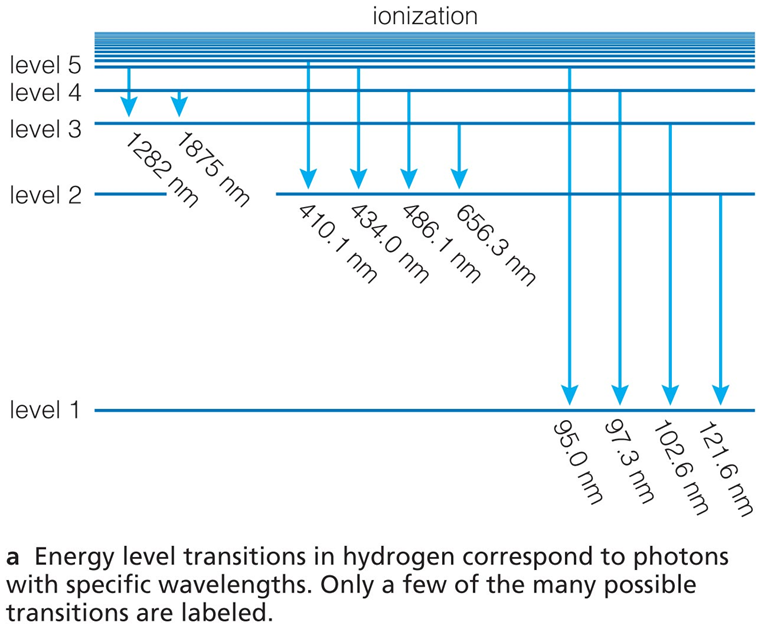 ionization
level 5
level 4
level 3
1282 nm
1875 nm
level 2
410.1 nm
434.0 nm
486.1 nm
656.3 nm
level 1
95.0 nm
97.3 nm
102.6 nm
121.6 nm
a Energy level transitions in hydrogen correspond to photons
with specific wavelengths. Only a few of the many possible
transitions are labeled.